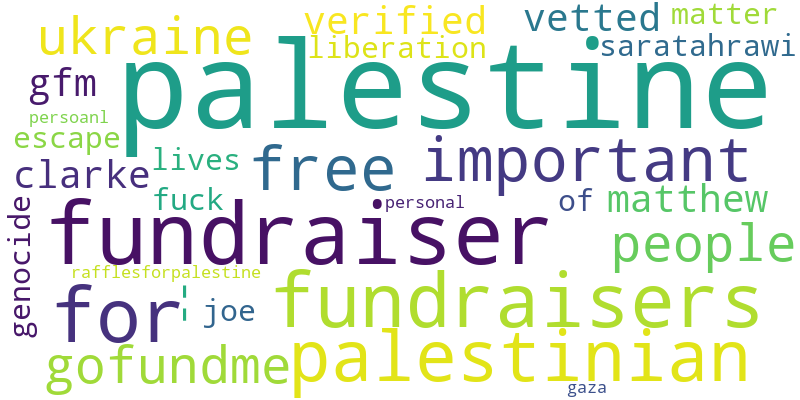 ukraine
verified
vetted
matter
liberation
saratahrawi
palestine
gfm
persoanl
escape
clarke
lives
free
important
fuck
personal
of
matthew
genocide
fundraiser
people
rafflesforpalestine
for
¦
joe
fundraisers
gofundme
palestinian
gaza